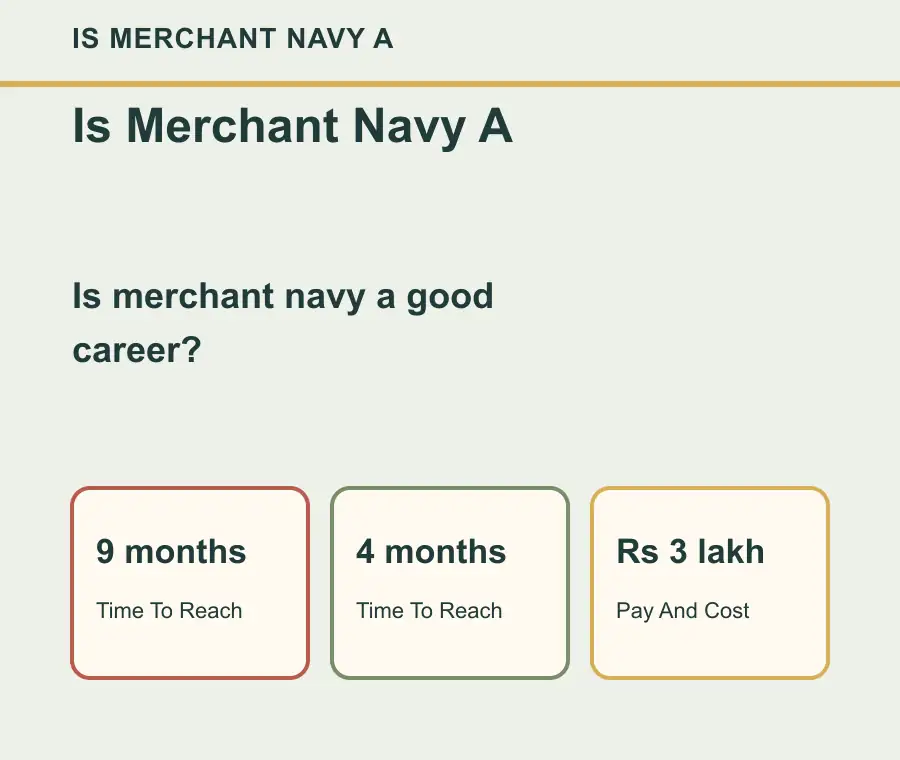 IS MERCHANT NAVY A
Is Merchant Navy A
Is merchant navy a good
career?
9 months
Time To Reach
4 months
Time To Reach
Rs 3 lakh
Pay And Cost